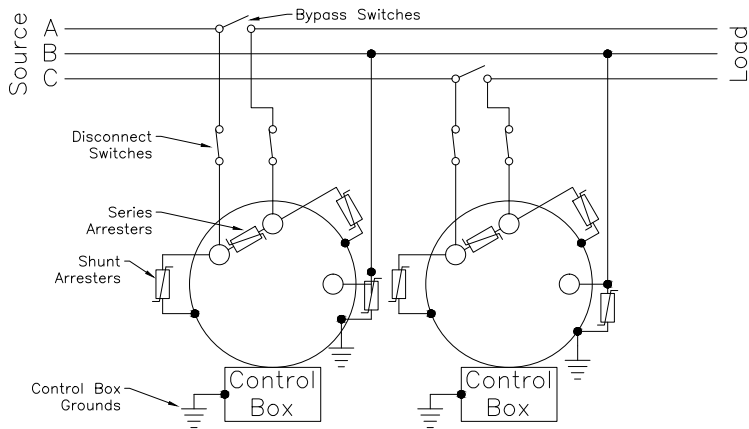 Bypass Switches
Source
A
B
C
Load
Disconnect
Switches
Series
Arresters
Shunt
Arresters
Control Box
Grounds
Control
Box
Control
Box